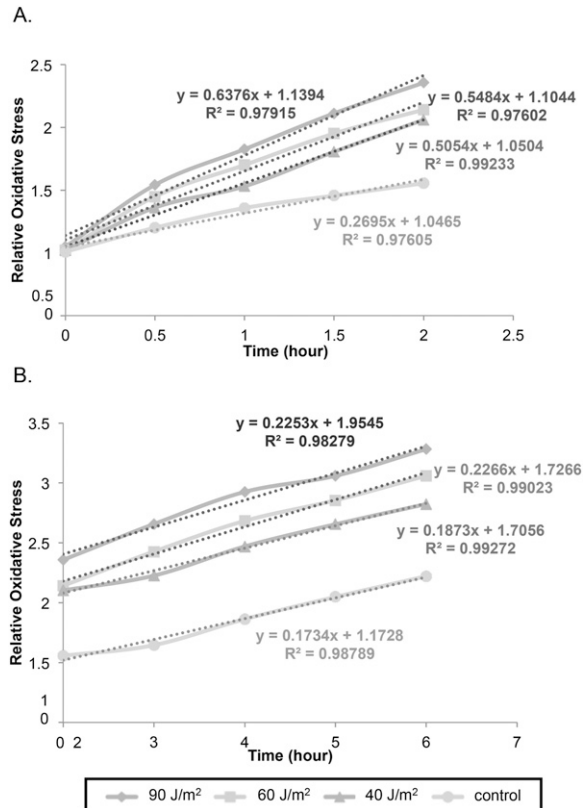 A.
2.5
2
1.5
1
0.5
0
Relative Oxidative Stress
y = 0.6376x + 1.1394
R² = 0.97915
y = 0.5484x + 1.1044
R² = 0.97602
y = 0.5054x + 1.0504
R² = 0.99233
y = 0.2695x + 1.0465
R² = 0.97605
0 0.5 1 1.5 2 2.5
Time (hour)
B.
3.5
3
2.5
2
1.5
1
0
Relative Oxidative Stress
y = 0.2253x + 1.9545
R² = 0.98279
y = 0.2266x + 1.7266
R² = 0.99023
y = 0.1873x + 1.7056
R² = 0.99272
y = 0.1734x + 1.1728
R² = 0.98789
0 2 3 4 5 6 7
Time (hour)
90 J/m² 60 J/m² 40 J/m² control